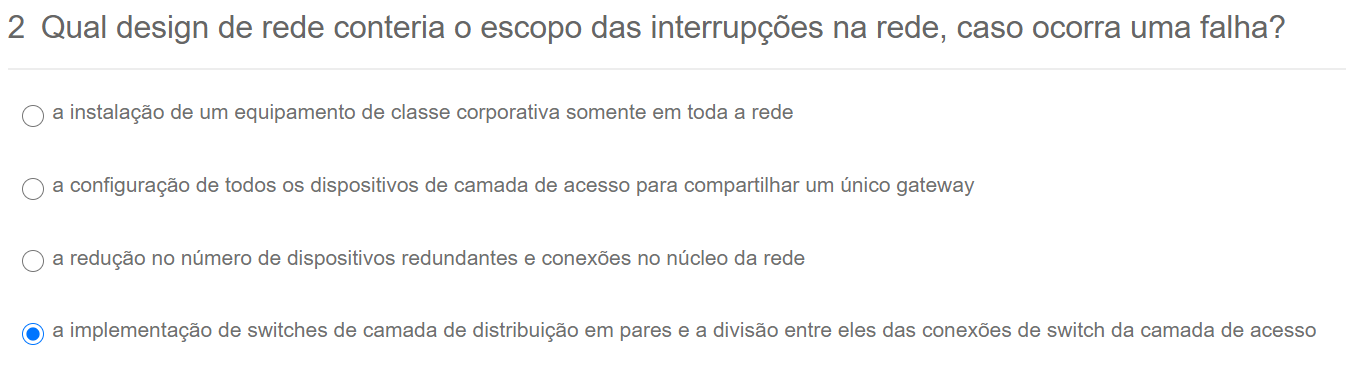 2 Qual design de rede conteria o escopo das interrupções na rede, caso ocorra uma falha?
a instalação de um equipamento de classe corporativa somente em toda a rede
a configuração de todos os dispositivos de camada de acesso para compartilhar um único gateway
a redução no número de dispositivos redundantes e conexões no núcleo da rede
a implementação de switches de camada de distribuição em pares e a divisão entre eles das conexões de switch da camada de acesso